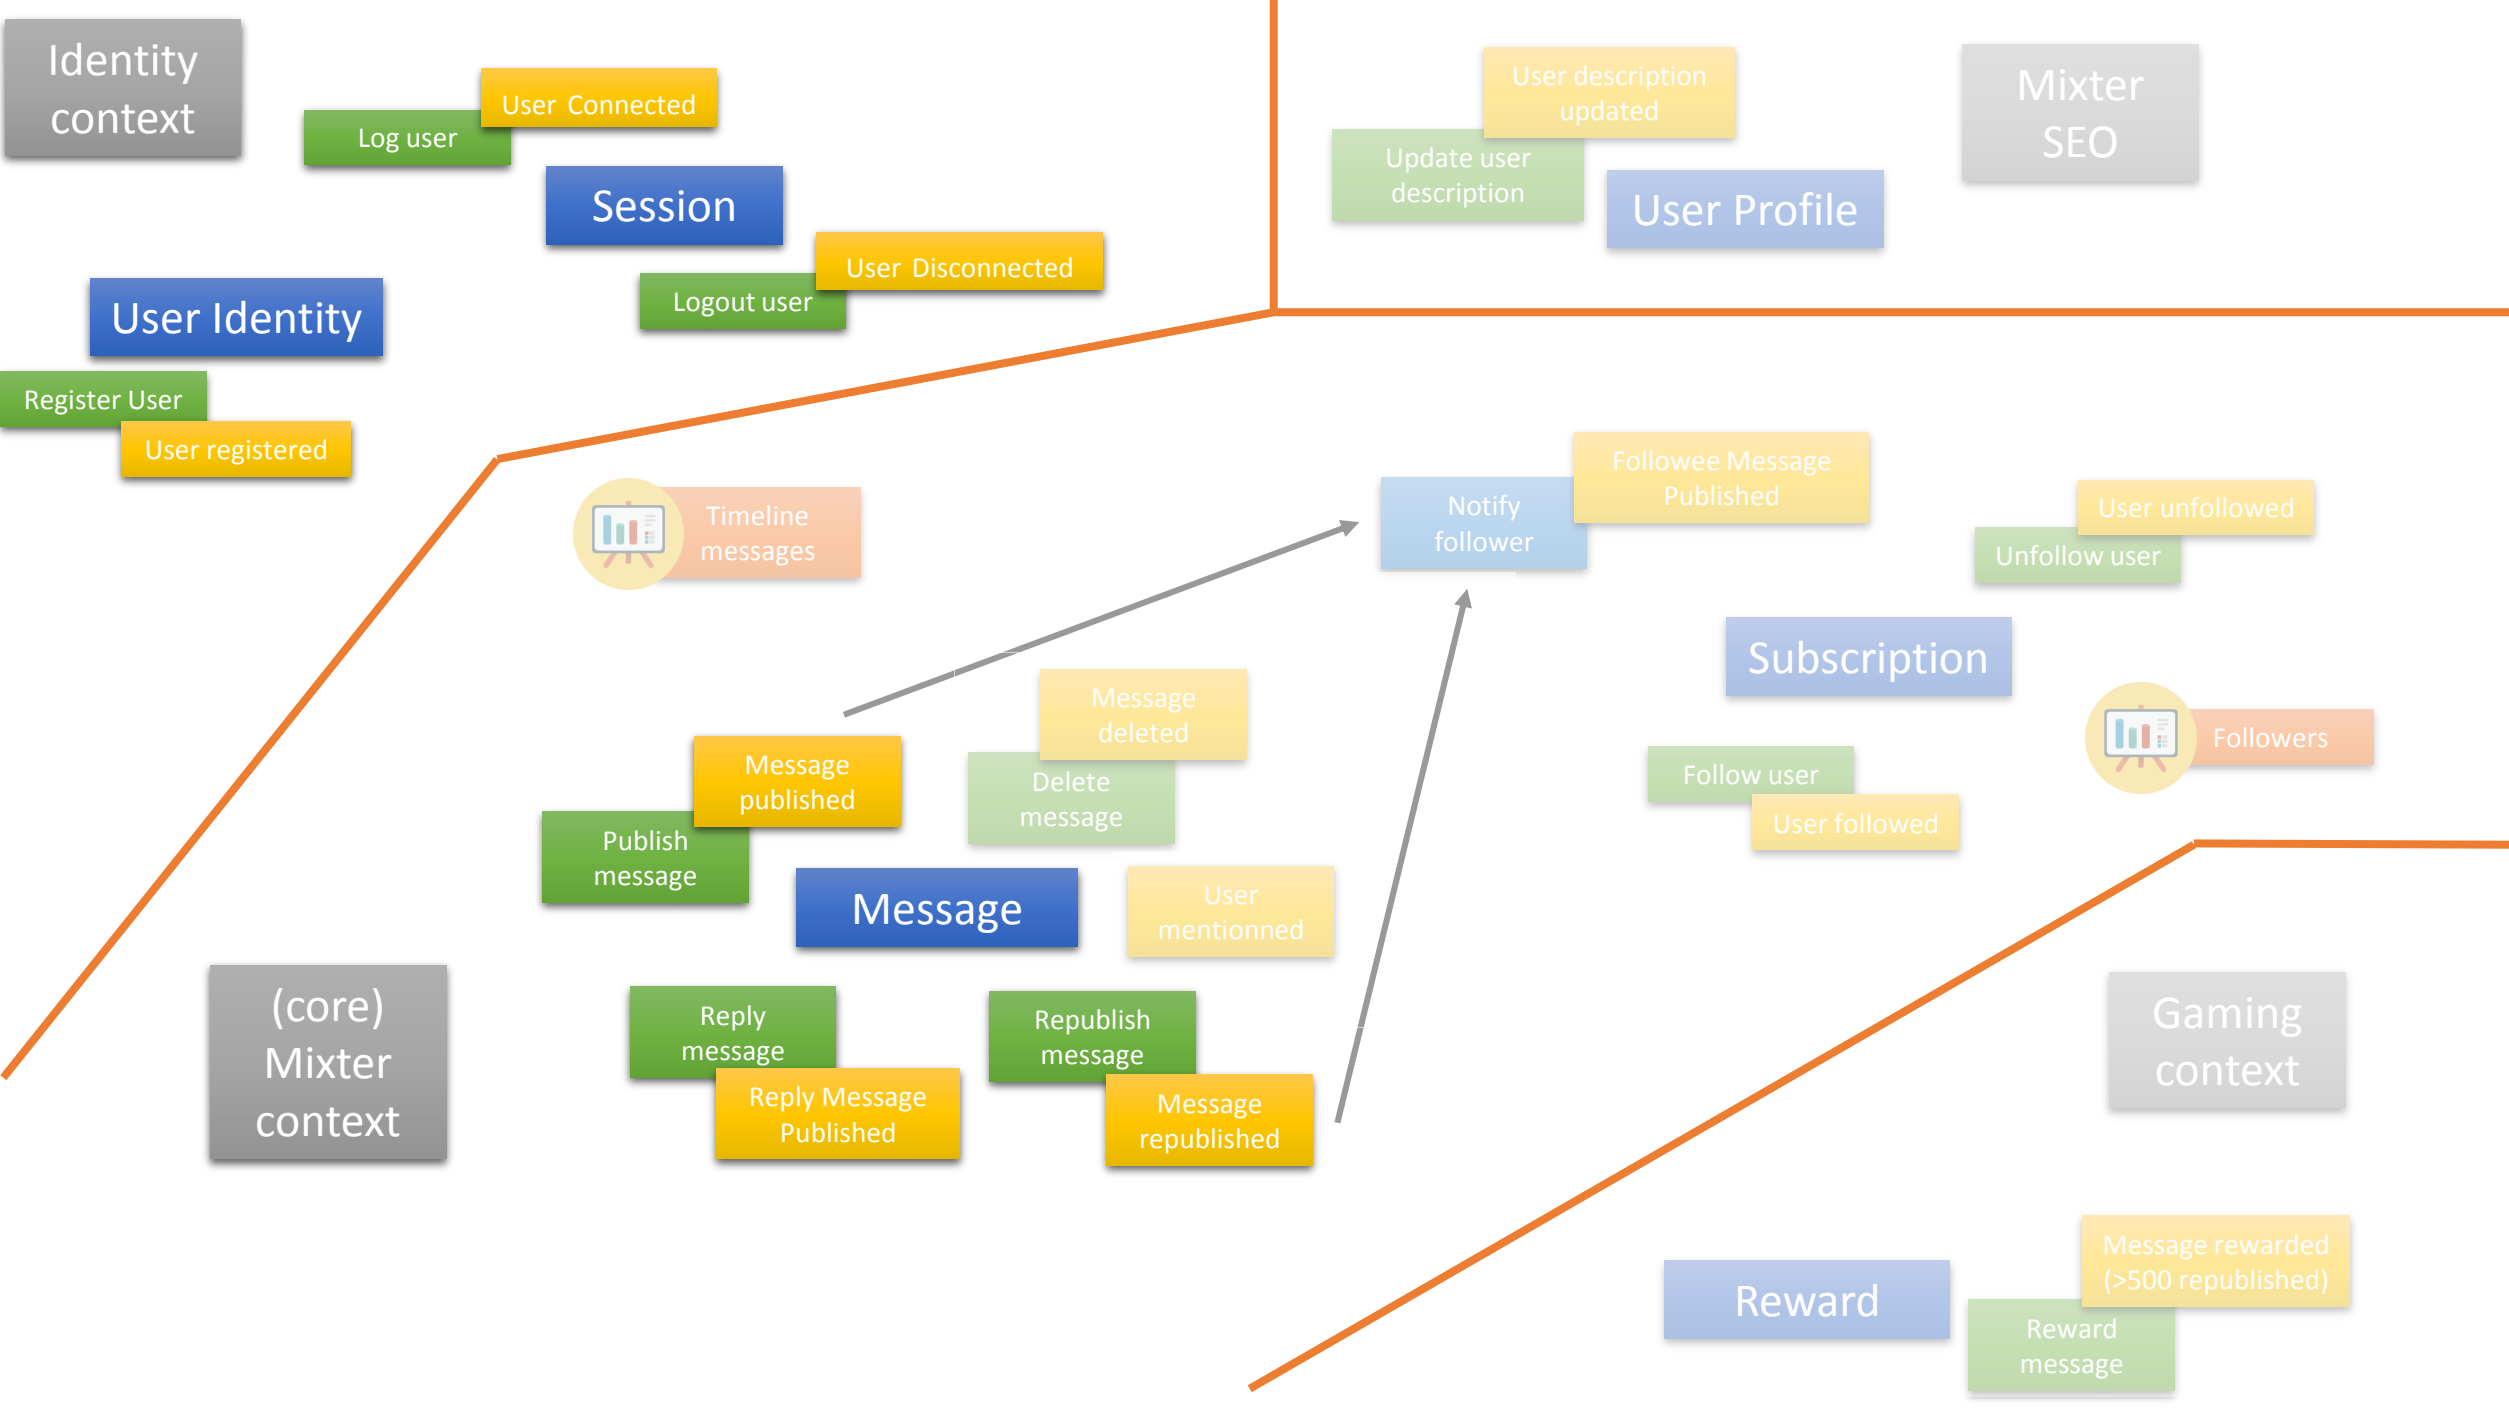 Identity
context
User Connected
Log user
Session
User Disconnected
Logout user
User Identity
Register User
User registered
User description
updated
Update user
description
User Profile
Mixter
SEO
Timeline
messages
Followee Message
Published
Notify
follower
User unfollowed
Unfollow user
Subscription
Followers
Follow user
User followed
Message
deleted
Delete
message
Message
published
Publish
message
Message
User
mentionned
(core)
Mixter
context
Reply
message
Reply Message
Published
Republish
message
Message
republished
Gaming
context
Message rewarded
(>500 republished)
Reward
Reward
message